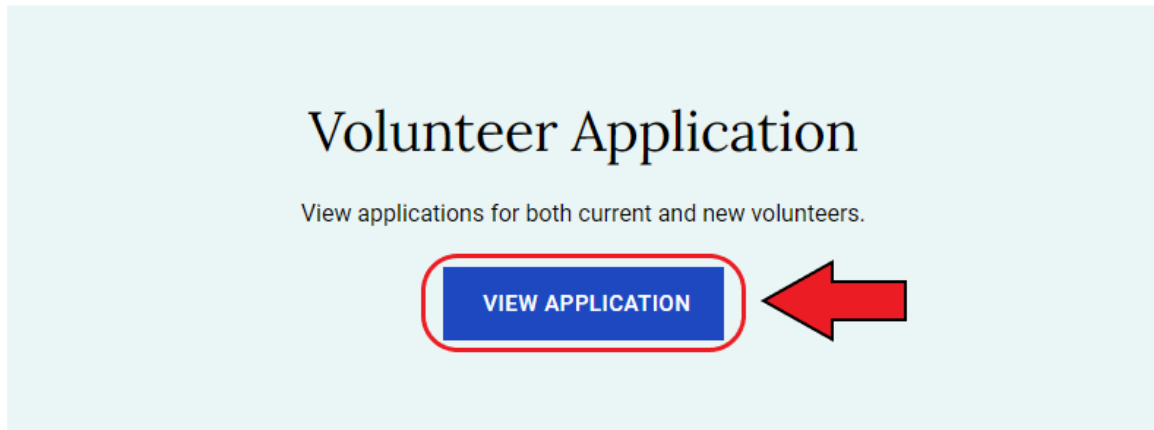 Volunteer Application
View applications for both current and new volunteers.
VIEW APPLICATION